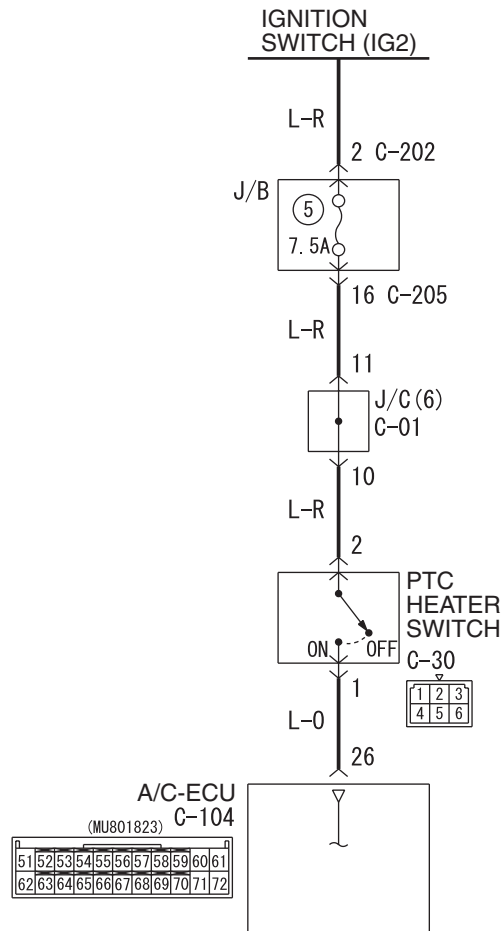 IGNITION
SWITCH (IG2)
L-R
2 C-202
J/B
5
7.5A
16 C-205
L-R
11
J/C(6)
C-01
10
L-R
2
PTC
HEATER
SWITCH
ON OFF
C-30
1 2 3
4 5 6
1
L-O
26
A/C-ECU
C-104
(MU801823)
51 52 53 54 55 56 57 58 59 60 61
62 63 64 65 66 67 68 69 70 71 72